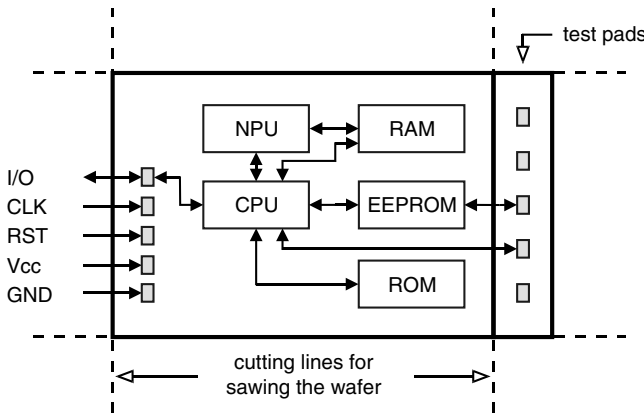 test pads
NPU
RAM
I/O
CPU
EEPROM
CLK
RST
Vcc
ROM
GND
cutting lines for
sawing the wafer